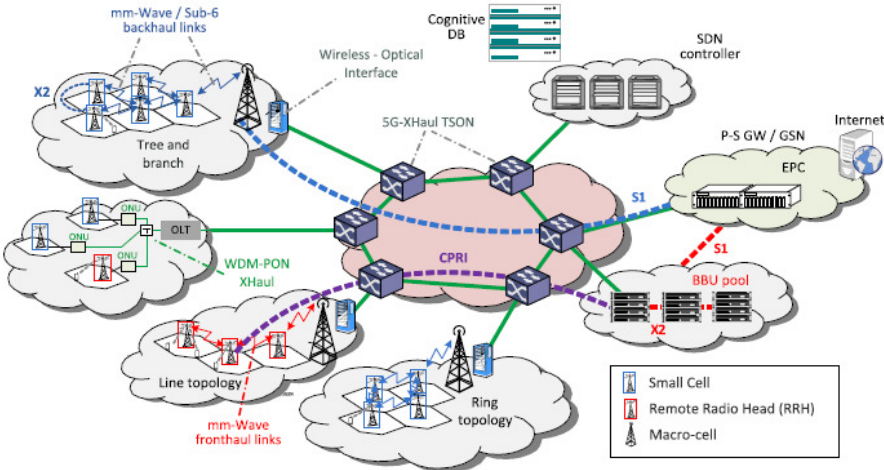 mm-Wave / Sub-6
backhaul links
Cognitive
DB
SDN
controller
Wireless - Optical
Interface
X2
Tree and
branch
5G-XHaul TSON
P-S GW / GSN
Internet
EPC
S1
ONU
ONU
ONU
OLT
WDM-PON
XHaul
CPRI
S1
BBU pool
X2
Line topology
mm-Wave
fronthaul links
Ring
topology
Small Cell
Remote Radio Head (RRH)
Macro-cell